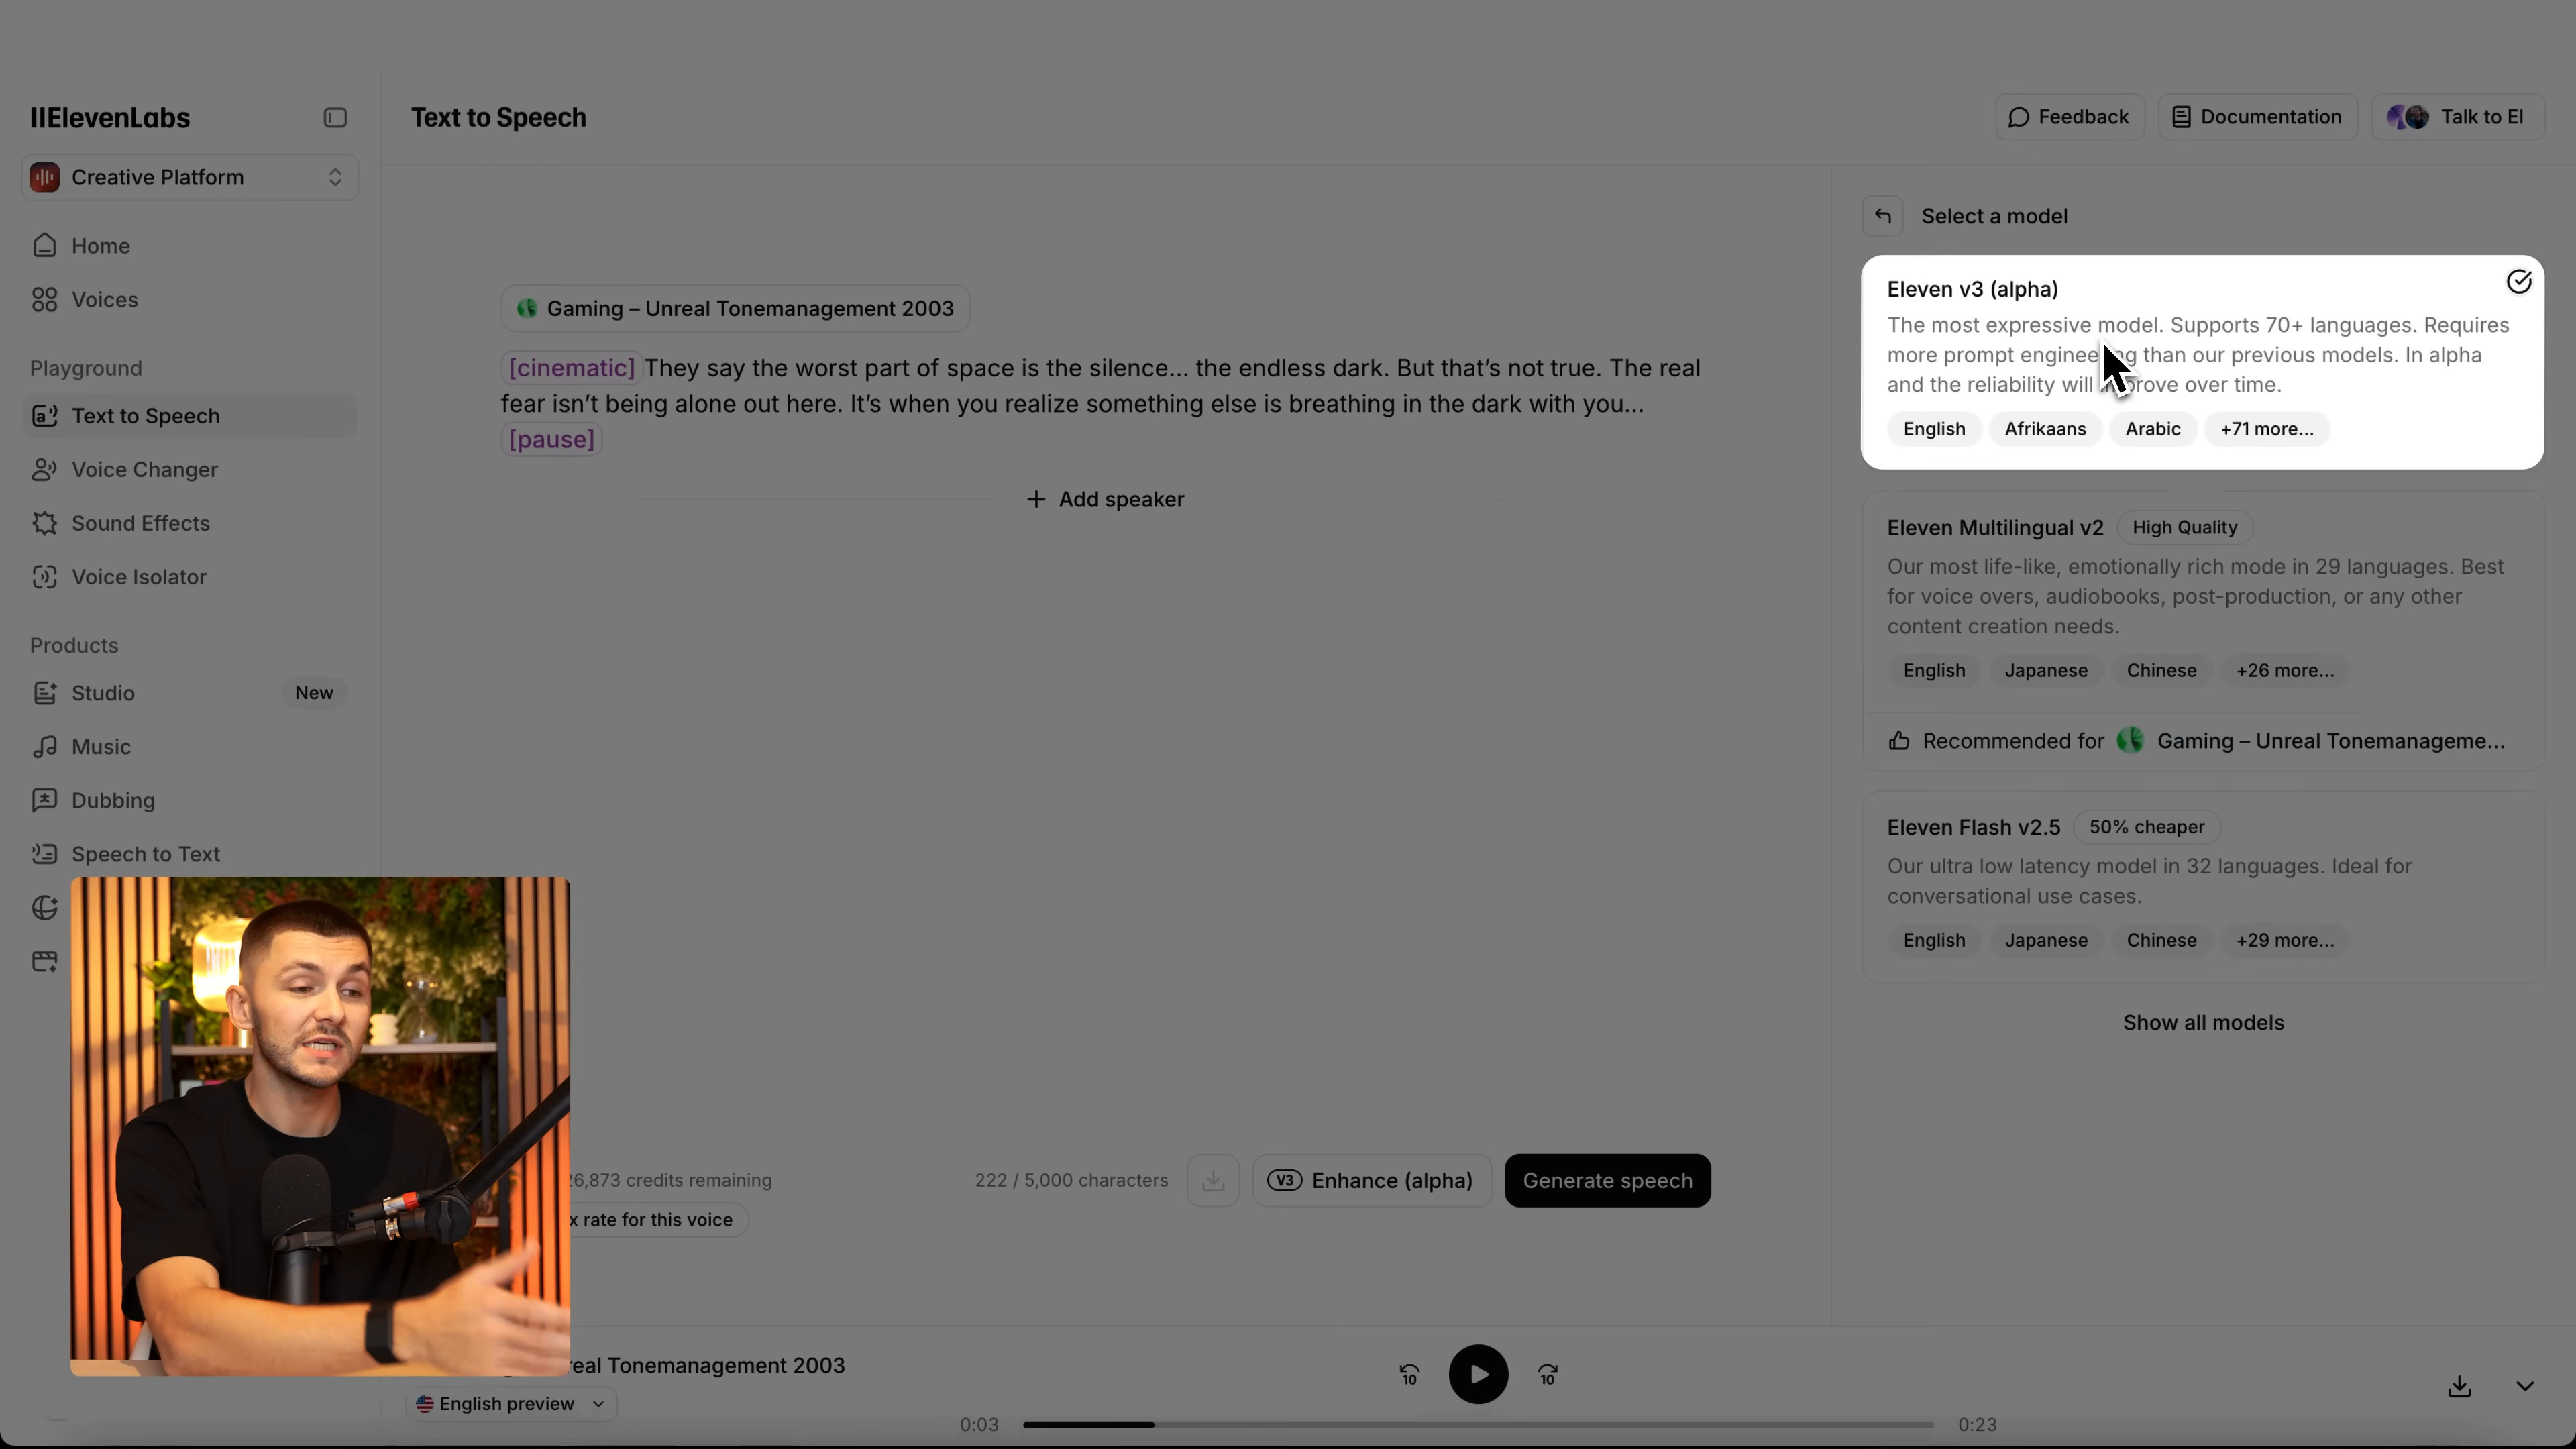 IIElevenLabs
Creative Platform
Home
Voices
Playground
Text to Speech
Voice Changer
Sound Effects
Voice Isolator
Products
Studio
New
Music
Dubbing
Speech to Text
Text to Speech
Feedback
Documentation
Talk to El
Gaming – Unreal Tonemanagement 2003
[cinematic] They say the worst part of space is the silence... the endless dark. But that’s not true. The real
fear isn’t being alone out here. It’s when you realize something else is breathing in the dark with you...
[pause]
Add speaker
6,873 credits remaining
x rate for this voice
222 / 5,000 characters
V3 Enhance (alpha)
Generate speech
Select a model
Eleven v3 (alpha)
The most expressive model. Supports 70+ languages. Requires
more prompt engineering than our previous models. In alpha
and the reliability will improve over time.
English Afrikaans Arabic +71 more...
Eleven Multilingual v2 High Quality
Our most life-like, emotionally rich mode in 29 languages. Best
for voice overs, audiobooks, post-production, or any other
content creation needs.
English Japanese Chinese +26 more...
Recommended for Gaming – Unreal Tonemanageme...
Eleven Flash v2.5 50% cheaper
Our ultra low latency model in 32 languages. Ideal for
conversational use cases.
English Japanese Chinese +29 more...
Show all models
real Tonemanagement 2003
English preview
10
10
0:03
0:23